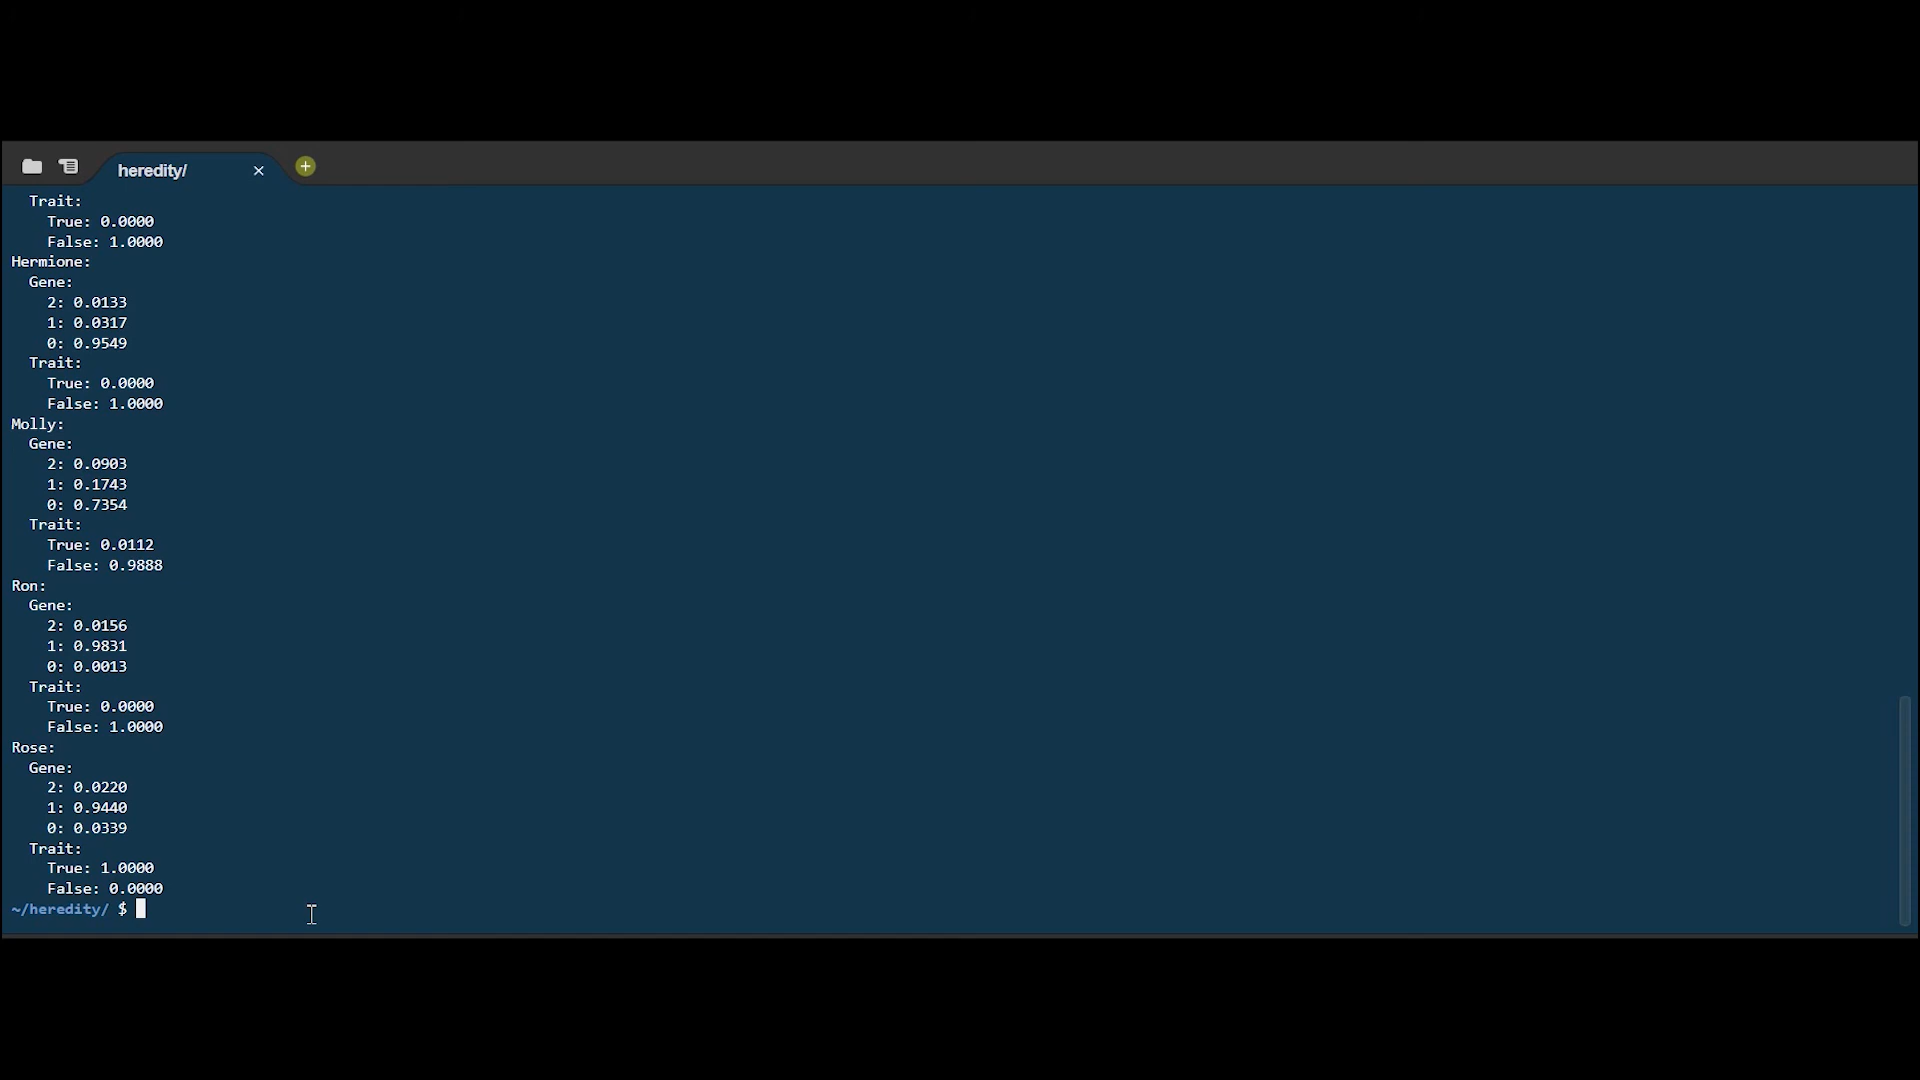 heredity/
Trait:
True: 0.0000
False: 1.0000
Hermione:
Gene:
2: 0.0133
1: 0.0317
0: 0.9549
Trait:
True: 0.0000
False: 1.0000
Molly:
Gene:
2: 0.0903
1: 0.1743
0: 0.7354
Trait:
True: 0.0112
False: 0.9888
Ron:
Gene:
2: 0.0156
1: 0.9831
0: 0.0013
Trait:
True: 0.0000
False: 1.0000
Rose:
Gene:
2: 0.0220
1: 0.9440
0: 0.0339
Trait:
True: 1.0000
False: 0.0000
~/heredity/ $